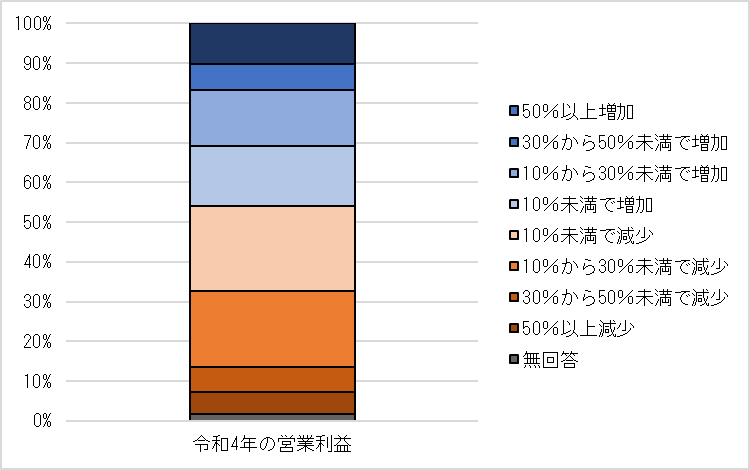 100%
90%
80%
70%
60%
50%
40%
30%
20%
10%
0%
令和4年の営業利益
50%以上増加
30%から50%未満で増加
10%から30%未満で増加
10%未満で増加
10%未満で減少
10%から30%未満で減少
30%から50%未満で減少
50%以上減少
無回答